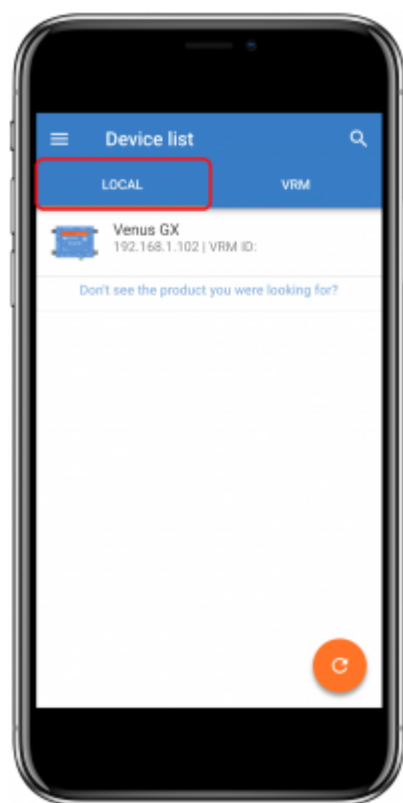 Device list
LOCAL
VRM
Venus GX
192.168.1.102 | VRM ID:
Don't see the product you were looking for?